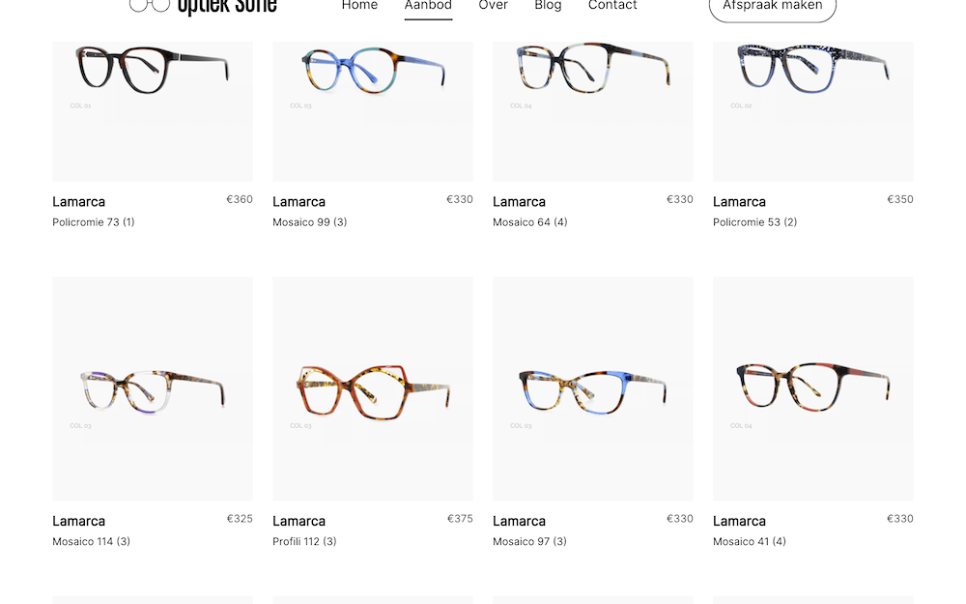 Optiek Sofie
Home Aanbod Over Blog Contact Afspraak maken
COL 01 COL 03 COL 04 COL 02
Lamarca €360 Lamarca €330 Lamarca €330 Lamarca €350
Policromie 73 (1) Mosaico 99 (3) Mosaico 64 (4) Policromie 53 (2)
COL 03 COL 03 COL 03 COL 04
Lamarca €325 Lamarca €375 Lamarca €330 Lamarca €330
Mosaico 114 (3) Profili 112 (3) Mosaico 97 (3) Mosaico 41 (4)